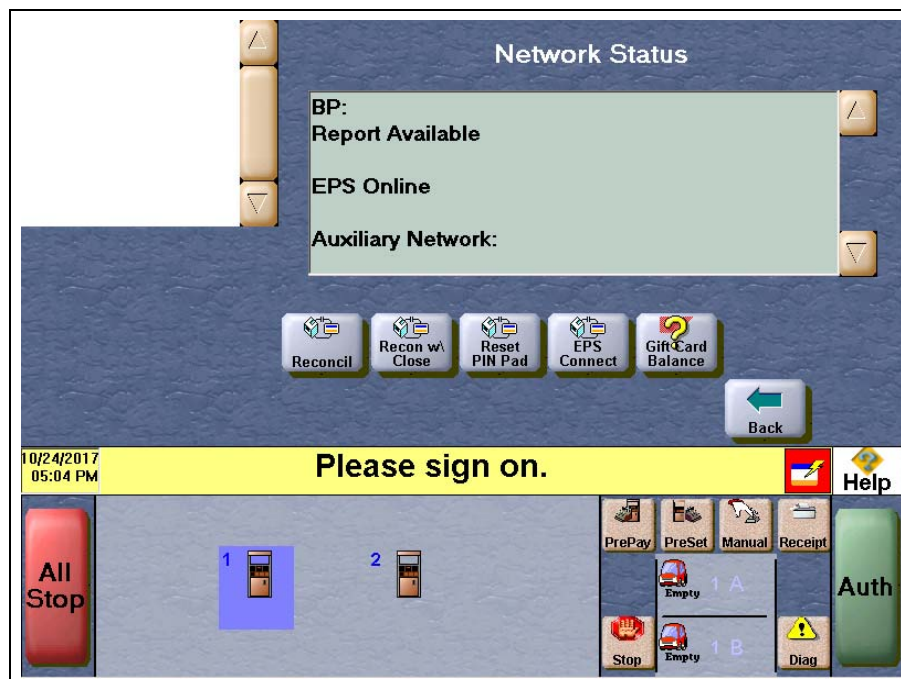 Network Status
BP:
Report Available
EPS Online
Auxiliary Network:
Reconcil
Recon w\
Close
Reset
PIN Pad
EPS
Connect
Gift Card
Balance
Back
10/24/2017
05:04 PM
Please sign on.
Help
All
Stop
1
2
PrePay
PreSet
Manual
Receipt
Empty
1 A
Stop
Empty
1 B
Diag
Auth